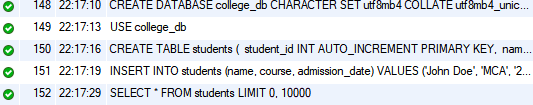 148 22:17:10 CREATE DATABASE college_db CHARACTER SET utf8mb4 COLLATE utf8mb4_unic...
149 22:17:13 USE college_db
150 22:17:16 CREATE TABLE students ( student_id INT AUTO_INCREMENT PRIMARY KEY, nam...
151 22:17:19 INSERT INTO students (name, course, admission_date) VALUES ('John Doe', 'MCA', '2...
152 22:17:29 SELECT * FROM students LIMIT 0, 10000